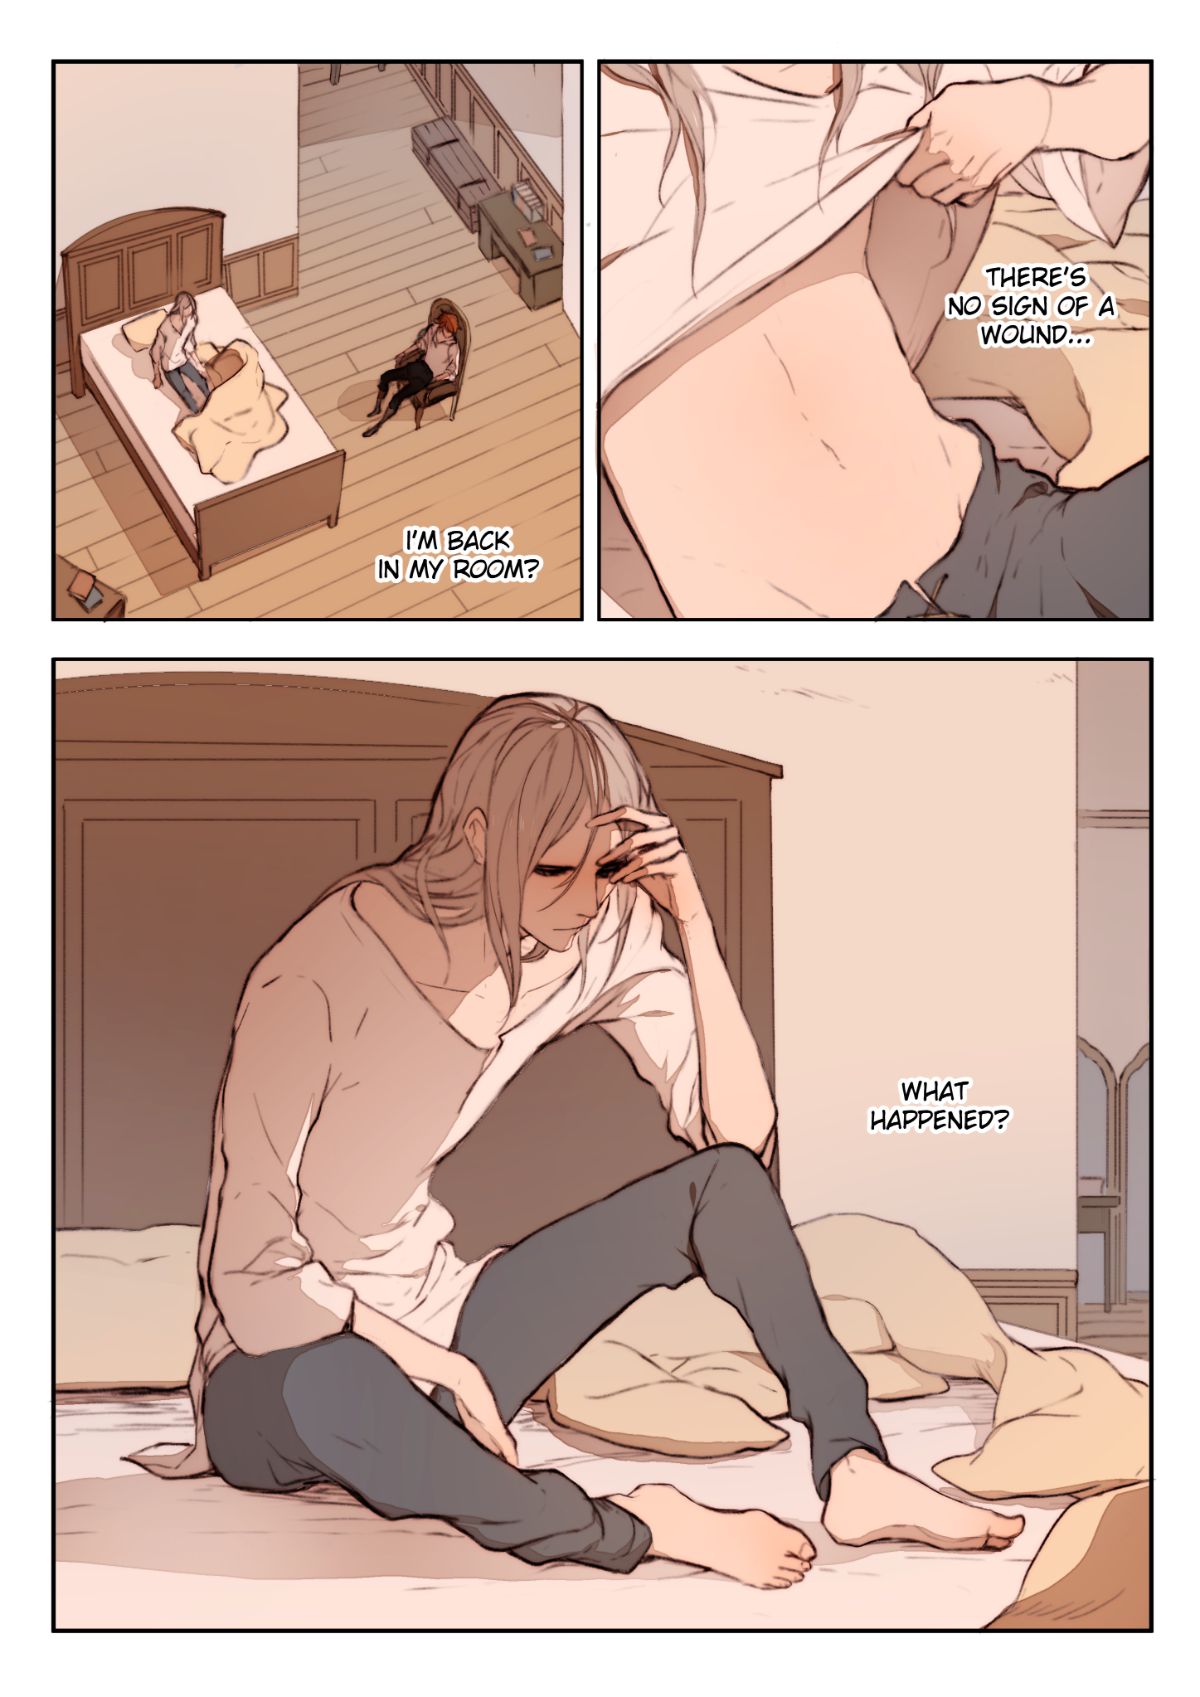 I'M BACK
IN MY ROOM?
THERE'S
NO SIGN OF A
WOUND...
WHAT
HAPPENED?